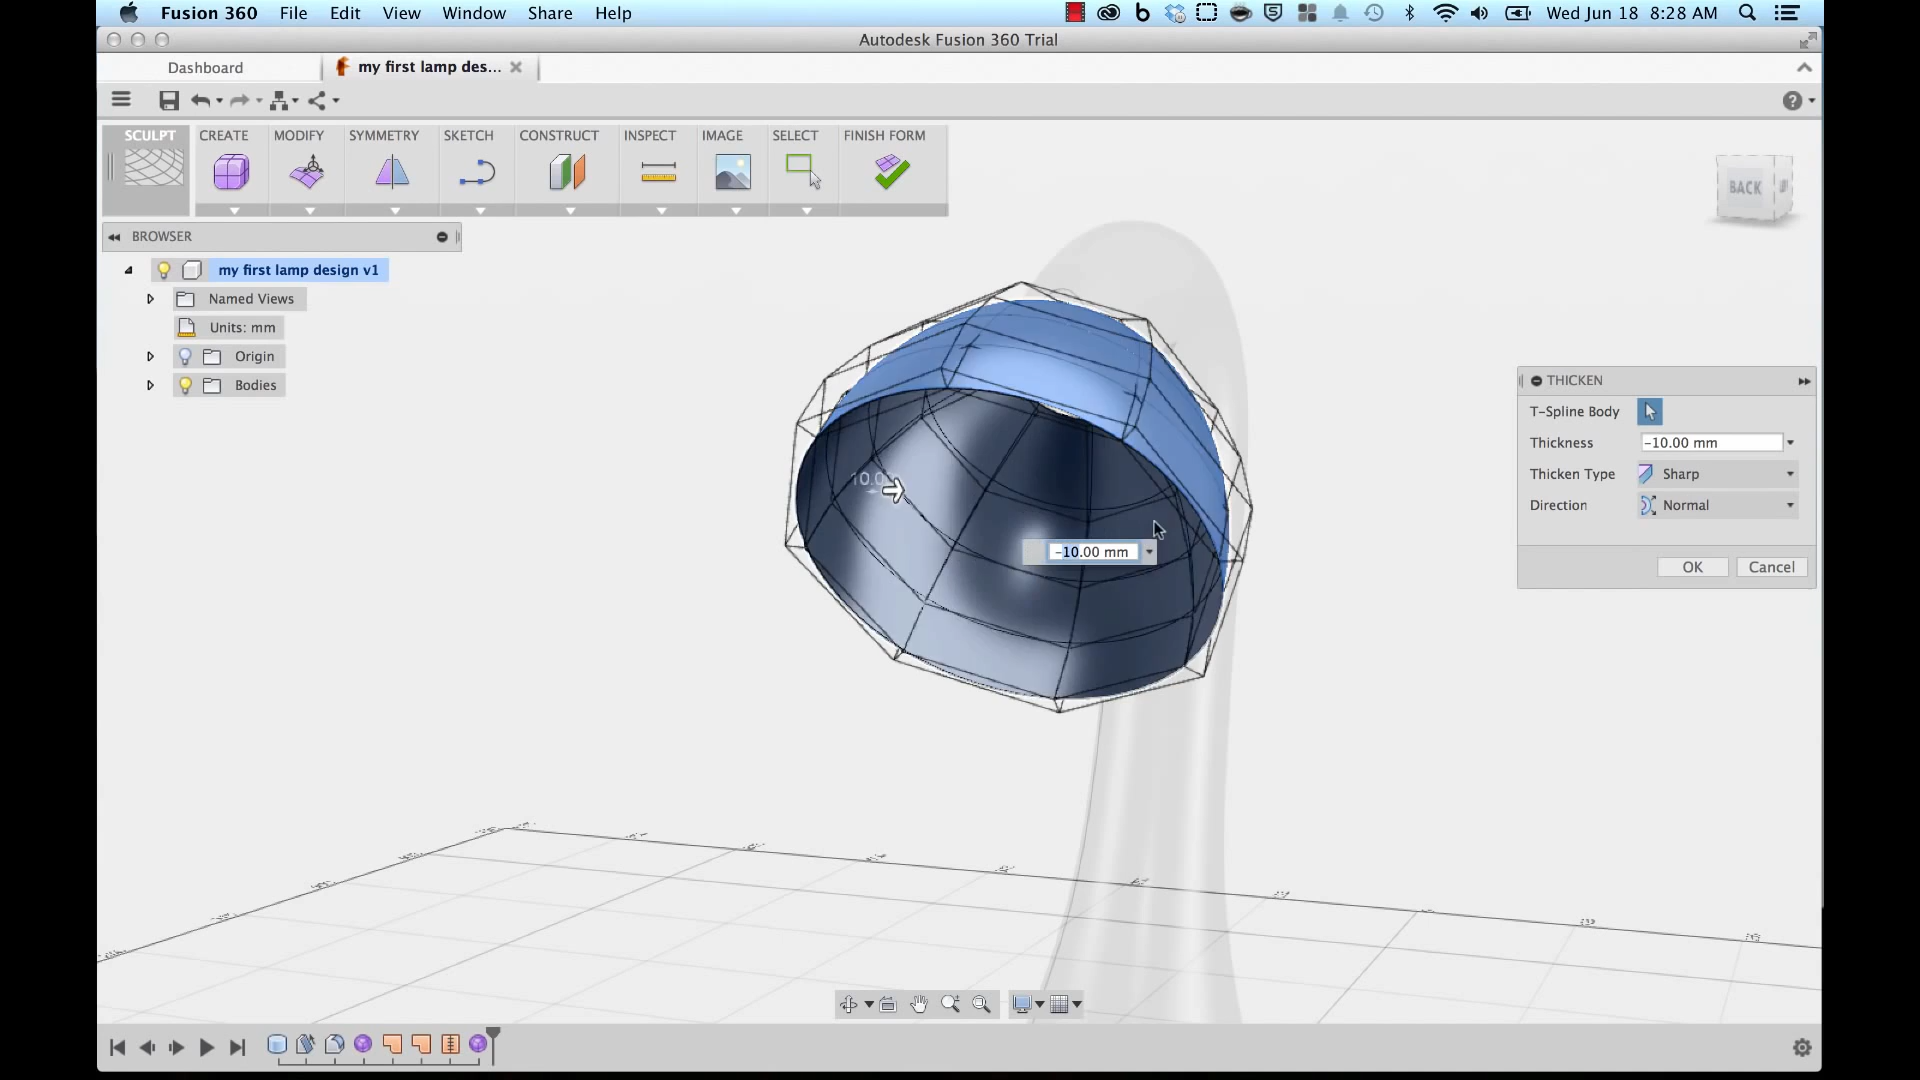 Fusion 360 File Edit View Window Share Help Wed Jun 18 8:28 AM
Autodesk Fusion 360 Trial
Dashboard my first lamp des...
SCULPT CREATE MODIFY SYMMETRY SKETCH CONSTRUCT INSPECT IMAGE SELECT FINISH FORM
BACK
BROWSER
my first lamp design v1
Named Views
Units: mm
Origin
Bodies
THICKEN
T-Spline Body
Thickness -10.00 mm
Thicken Type Sharp
Direction Normal
OK Cancel
-10.00 mm